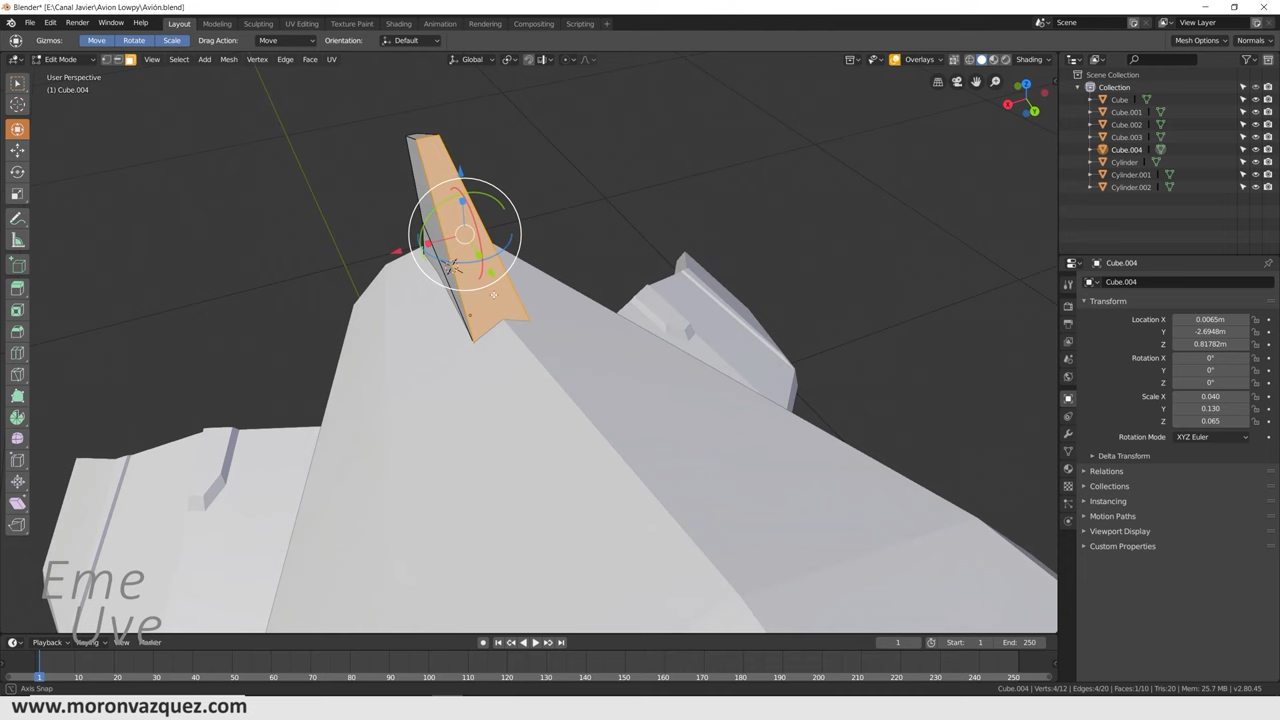 Blender* [E:\Canal Javier\Avion Lowpy\Avión.blend]
File Edit Render Window Help Layout Modeling Sculpting UV Editing Texture Paint Shading Animation Rendering Compositing Scripting + Scene View Layer
Gizmos: Move Rotate Scale Drag Action: Move Orientation: Default Mesh Options Normals
Edit Mode View Select Add Mesh Vertex Edge Face UV Global Overlays Shading
User Perspective
(1) Cube.004
Scene Collection
Collection
Cube
Cube.001
Cube.002
Cube.003
Cube.004
Cylinder
Cylinder.001
Cylinder.002
Cube.004
Cube.004
Transform
Location X 0.0065m
Y -2.6948m
Z 0.81782m
Rotation X 0°
Y 0°
Z 0°
Scale X 0.040
Y 0.130
Z 0.065
Rotation Mode XYZ Euler
Delta Transform
Relations
Collections
Instancing
Motion Paths
Viewport Display
Custom Properties
Eme
Uve
Playback Keying View Marker 1 Start: 1 End: 250
1 10 20 30 40 50 60 70 80 90 100 110 120 130 140 150 160 170 180 190 200 210 220 230 240 250
Axis Snap Cube.004 | Verts:4/12 | Edges:4/20 | Faces:1/10 | Tris:20 | Mem: 25.7 MB | v2.80.45
www.moronvazquez.com